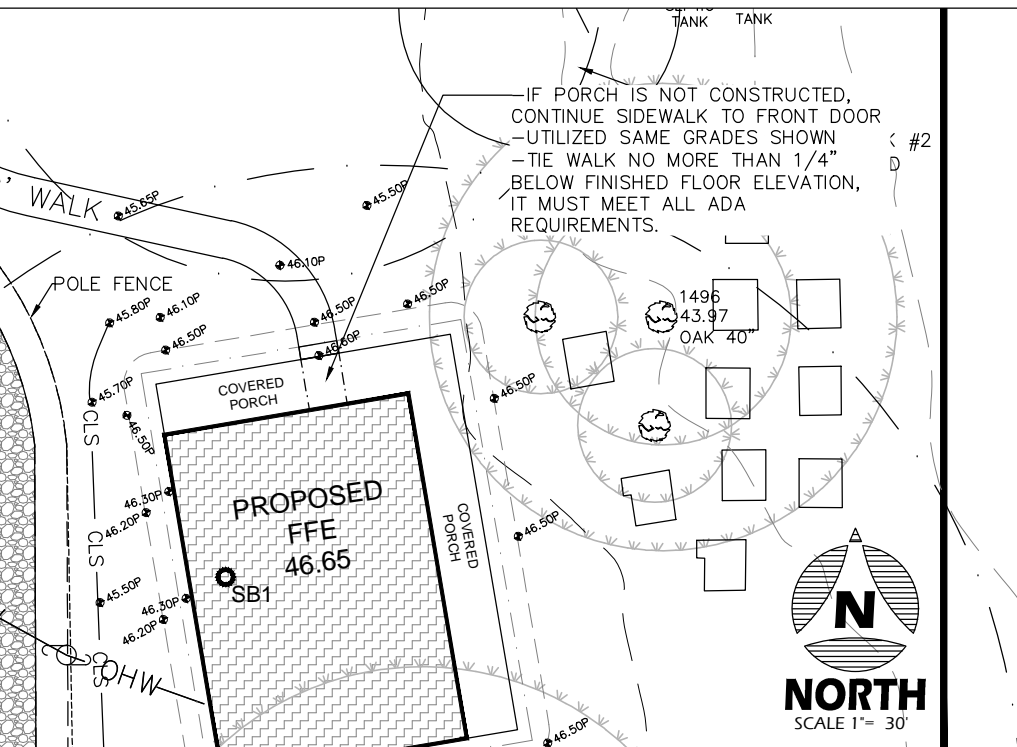 TANK
TANK
-IF PORCH IS NOT CONSTRUCTED,
CONTINUE SIDEWALK TO FRONT DOOR
-UTILIZED SAME GRADES SHOWN
-TIE WALK NO MORE THAN 1/4"
BELOW FINISHED FLOOR ELEVATION,
IT MUST MEET ALL ADA
REQUIREMENTS.
#2
WALK
45.65P
45.50P
46.10P
POLE FENCE
45.80P
46.10P
46.50P
46.50P
46.50P
46.60P
1496
43.97
OAK 40"
COVERED
PORCH
45.70P
46.50P
46.50P
CLS
46.30P
46.20P
PROPOSED
FFE
46.65
COVERED
PORCH
46.50P
CLS
SB1
45.50P
46.30P
46.20P
CLS
OHW
46.50P
N
NORTH
SCALE 1"= 30'